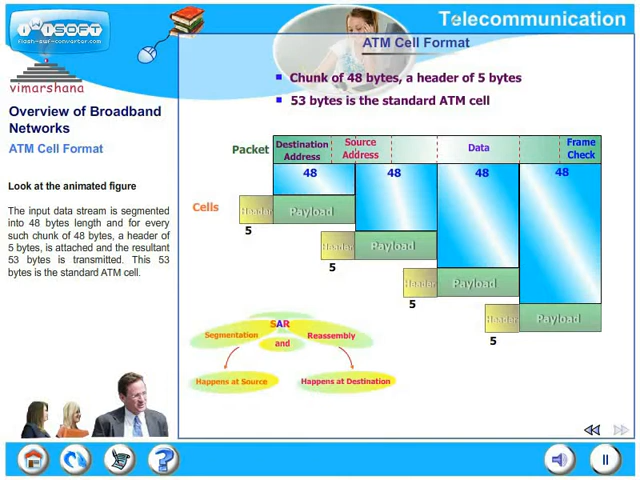 Telecommunication
iWiSOFT
flash-swf-converter.com
vimarshana
Overview of Broadband
Networks
ATM Cell Format
Look at the animated figure
The input data stream is segmented
into 48 bytes length and for every
such chunk of 48 bytes, a header of
5 bytes, is attached and the resultant
53 bytes is transmitted. This 53
bytes is the standard ATM cell.
ATM Cell Format
Chunk of 48 bytes, a header of 5 bytes
53 bytes is the standard ATM cell
Packet
Destination
Address
Source
Address
Data
Frame
Check
48
48
48
48
Cells
Header
Payload
5
Header
Payload
5
Header
Payload
5
Header
Payload
5
SAR
Segmentation
Reassembly
and
Happens at Source
Happens at Destination